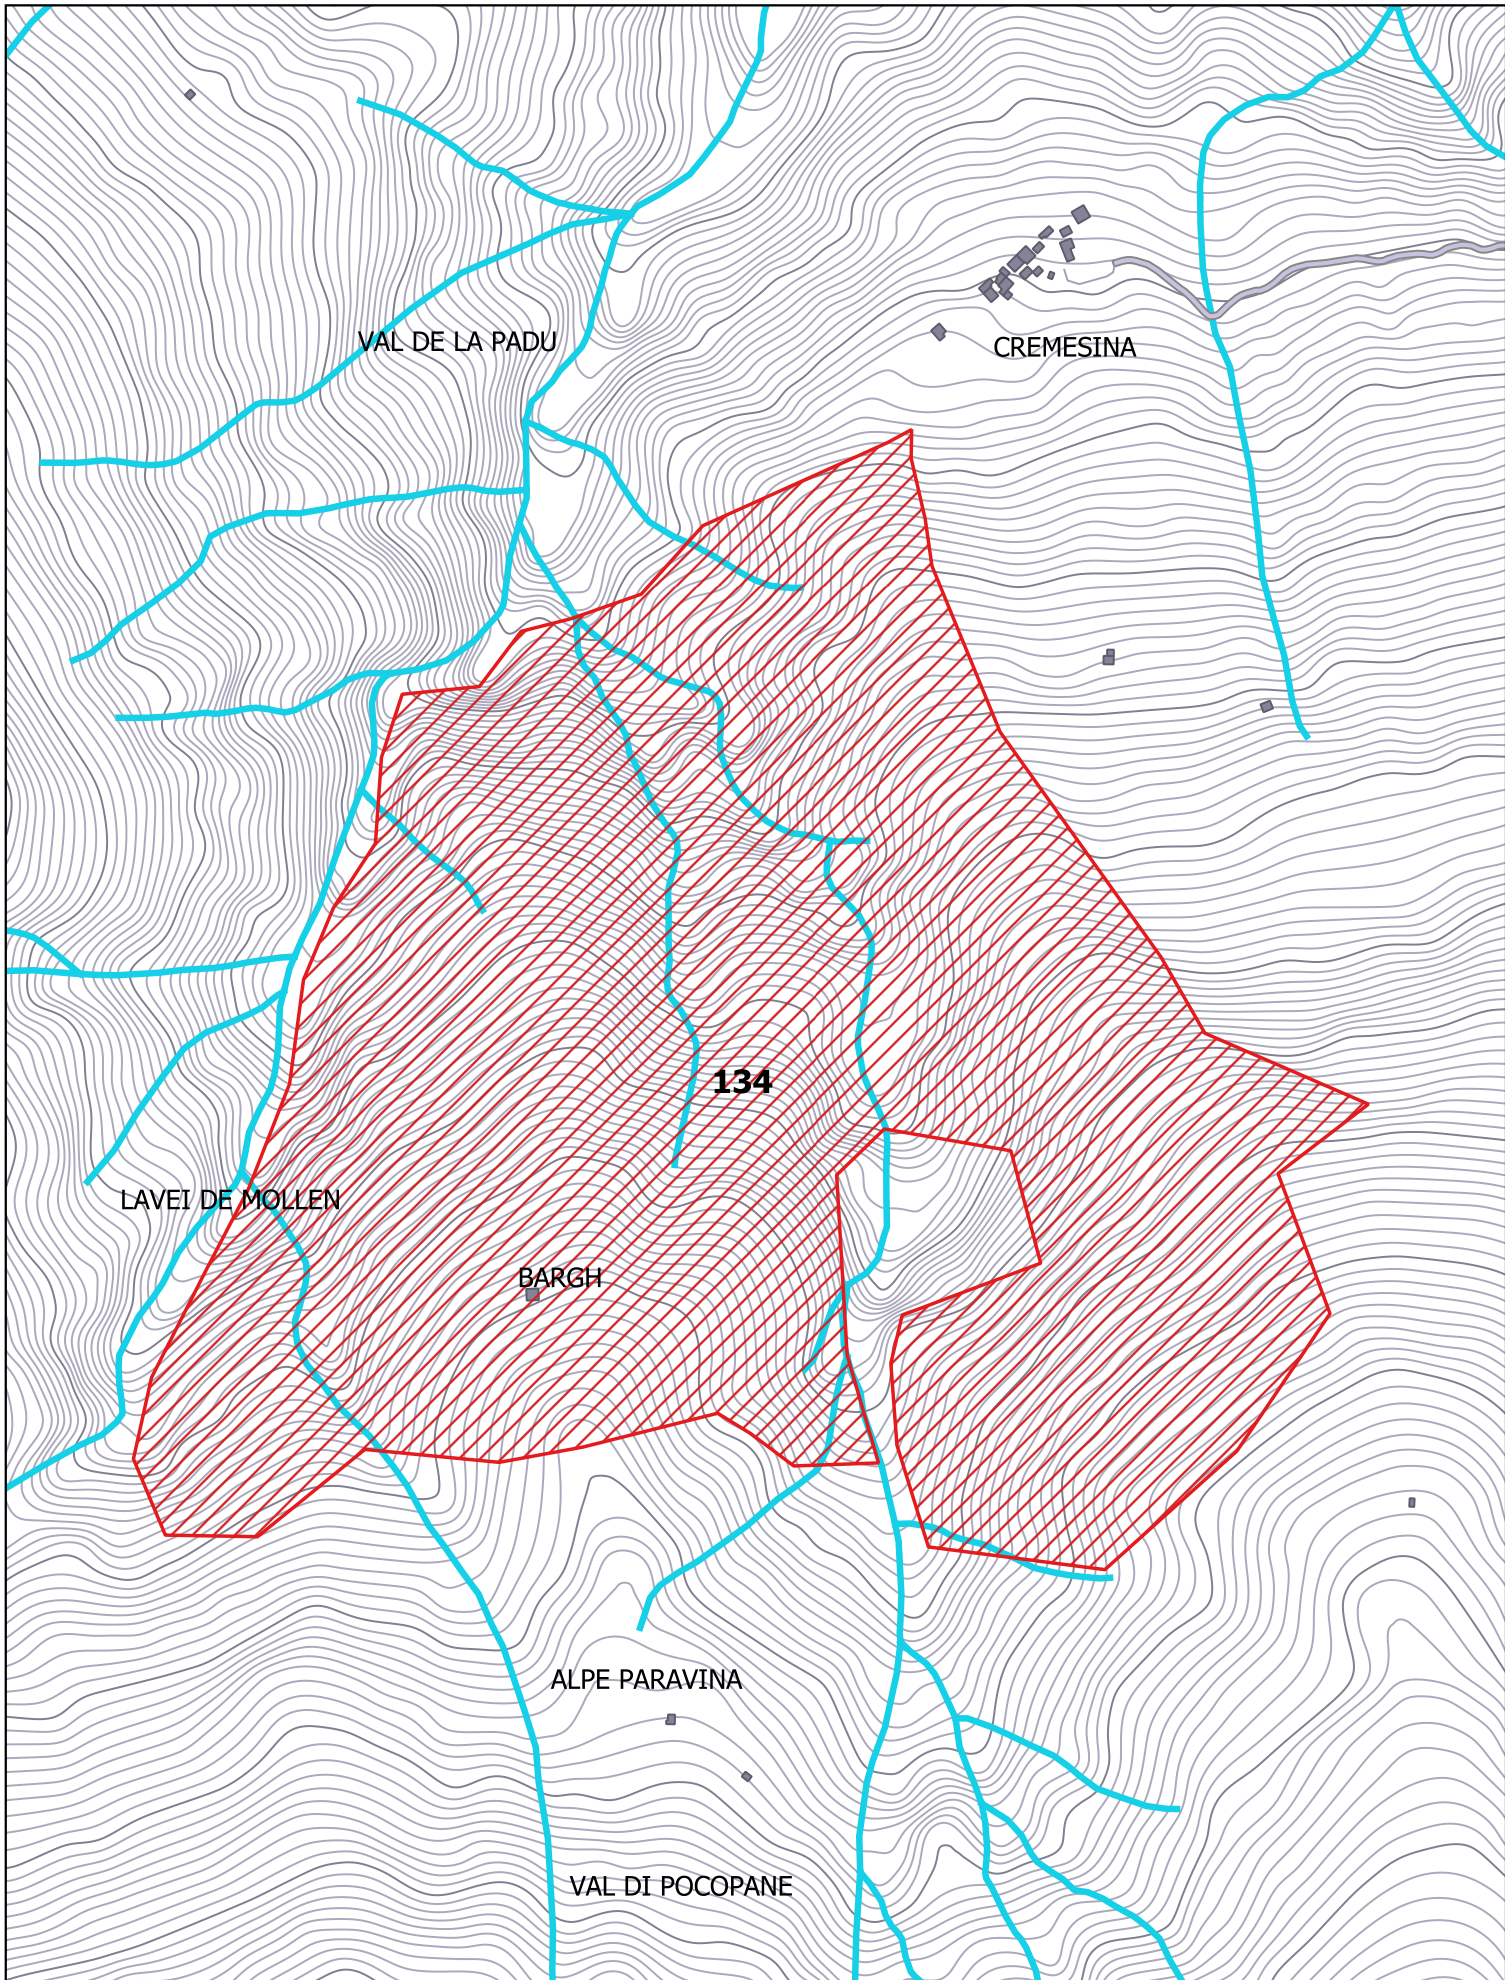 VAL DE LA PADU
CREMESINA
134
LAVEI DE MOLLEN
BARGH
ALPE PARAVINA
VAL DI POCOPANE